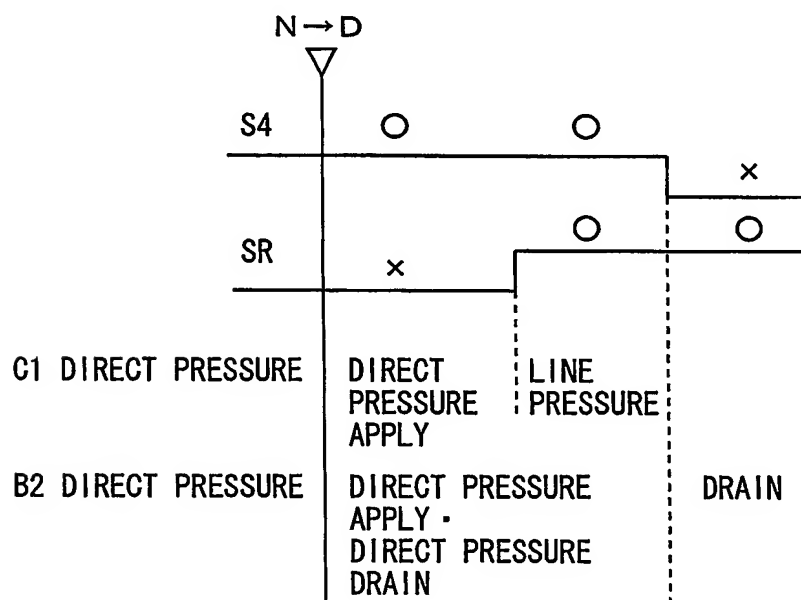 N→D
S4 ○ ○ ×
SR × ○ ○
C1 DIRECT PRESSURE
DIRECT
PRESSURE
APPLY
LINE
PRESSURE
B2 DIRECT PRESSURE
DIRECT PRESSURE
APPLY・
DIRECT PRESSURE
DRAIN
DRAIN